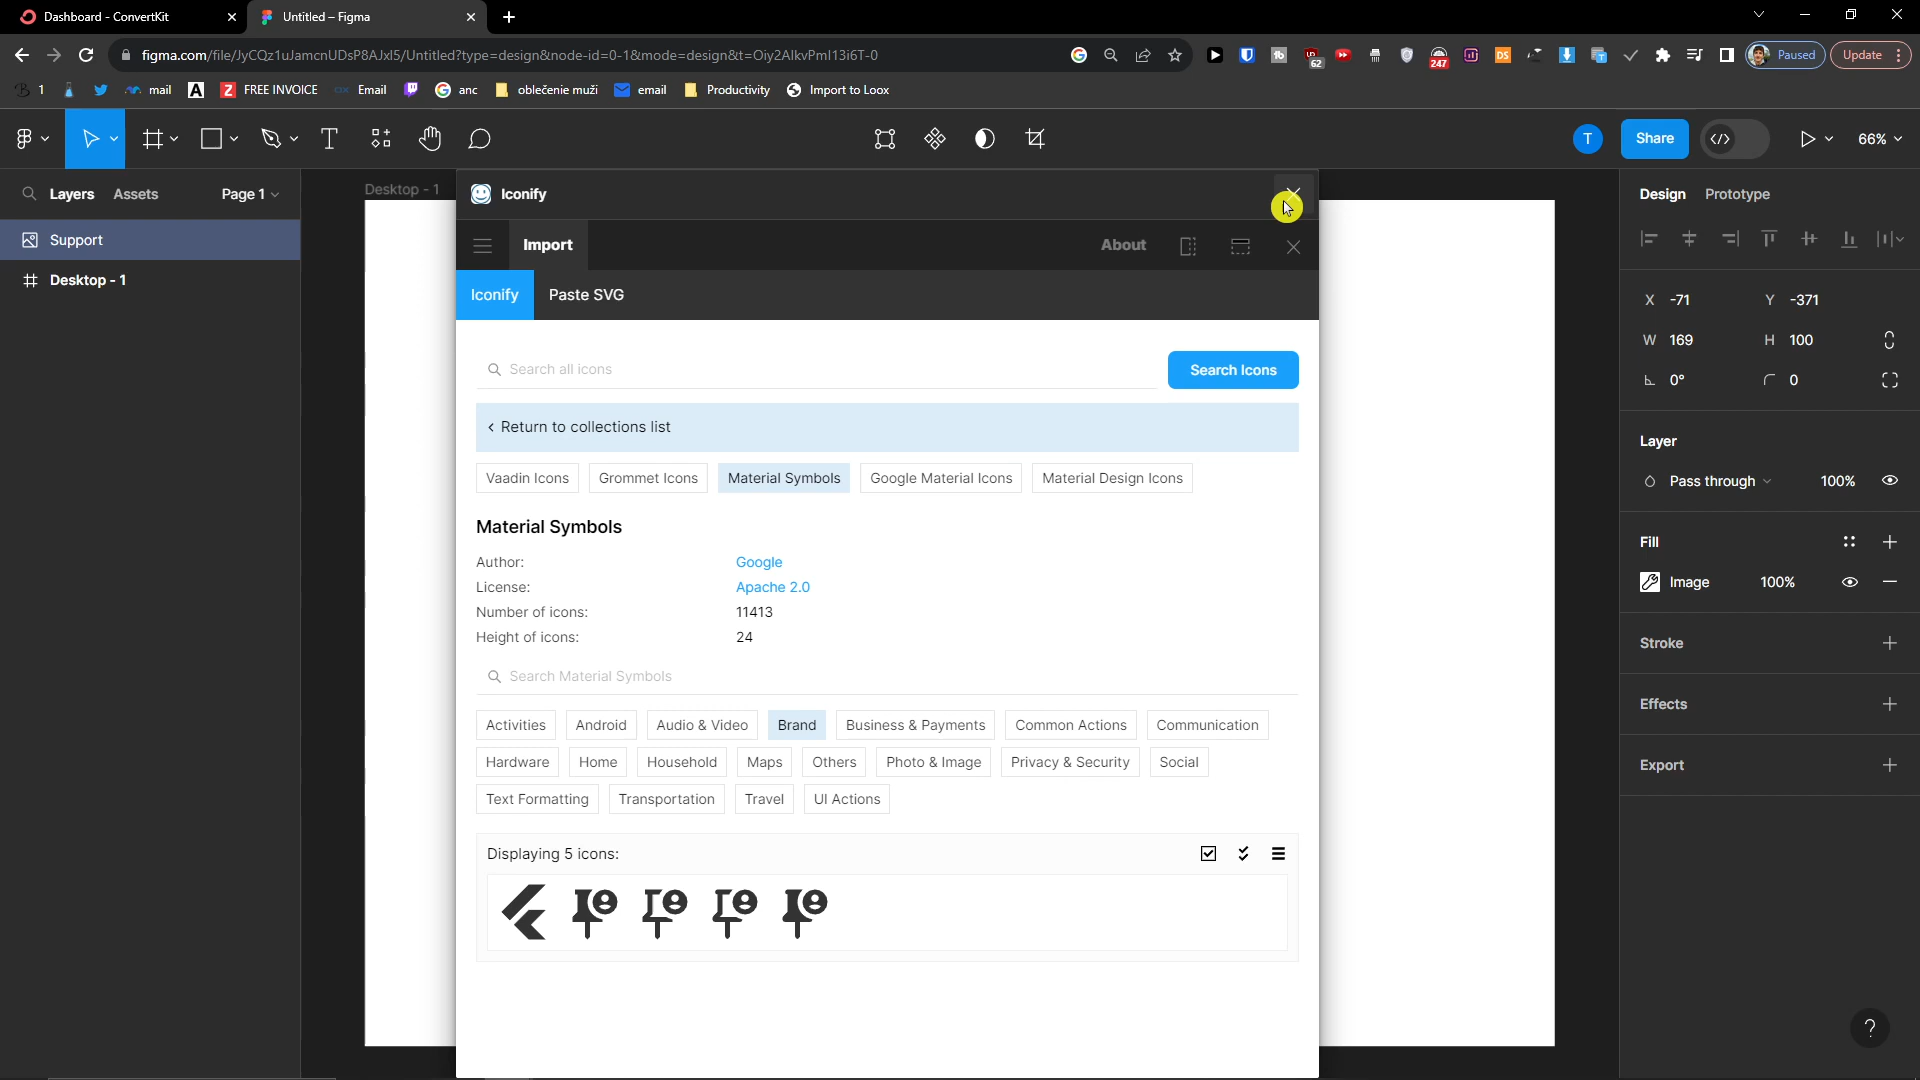 Dashboard - ConvertKit
Untitled – Figma
figma.com/file/JyCQz1uJamcnUDsP8AJxI5/Untitled?type=design&node-id=0-1&mode=design&t=Oiy2AlkvPmI13i6T-0
62
247
DS
Paused
Update
1
mail
A
FREE INVOICE
Email
anc
oblečenie muži
email
Productivity
Import to Loox
T
Share
66%
Layers
Assets
Page 1
Support
Desktop - 1
Desktop - 1
Iconify
Import
About
Iconify
Paste SVG
Search all icons
Search Icons
Return to collections list
Vaadin Icons
Grommet Icons
Material Symbols
Google Material Icons
Material Design Icons
Material Symbols
Author: Google
License: Apache 2.0
Number of icons: 11413
Height of icons: 24
Search Material Symbols
Activities
Android
Audio & Video
Brand
Business & Payments
Common Actions
Communication
Hardware
Home
Household
Maps
Others
Photo & Image
Privacy & Security
Social
Text Formatting
Transportation
Travel
UI Actions
Displaying 5 icons:
Design
Prototype
X -71
Y -371
W 169
H 100
0°
0
Layer
Pass through
100%
Fill
Image
100%
Stroke
Effects
Export
?